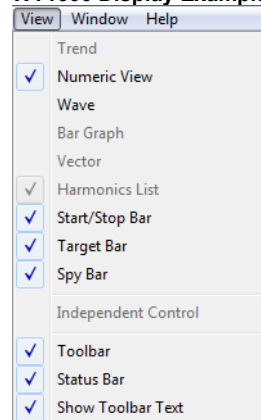 WT1800 Display Example
View Window Help
Trend
Numeric View
Wave
Bar Graph
Vector
Harmonics List
Start/Stop Bar
Target Bar
Spy Bar
Independent Control
Toolbar
Status Bar
Show Toolbar Text